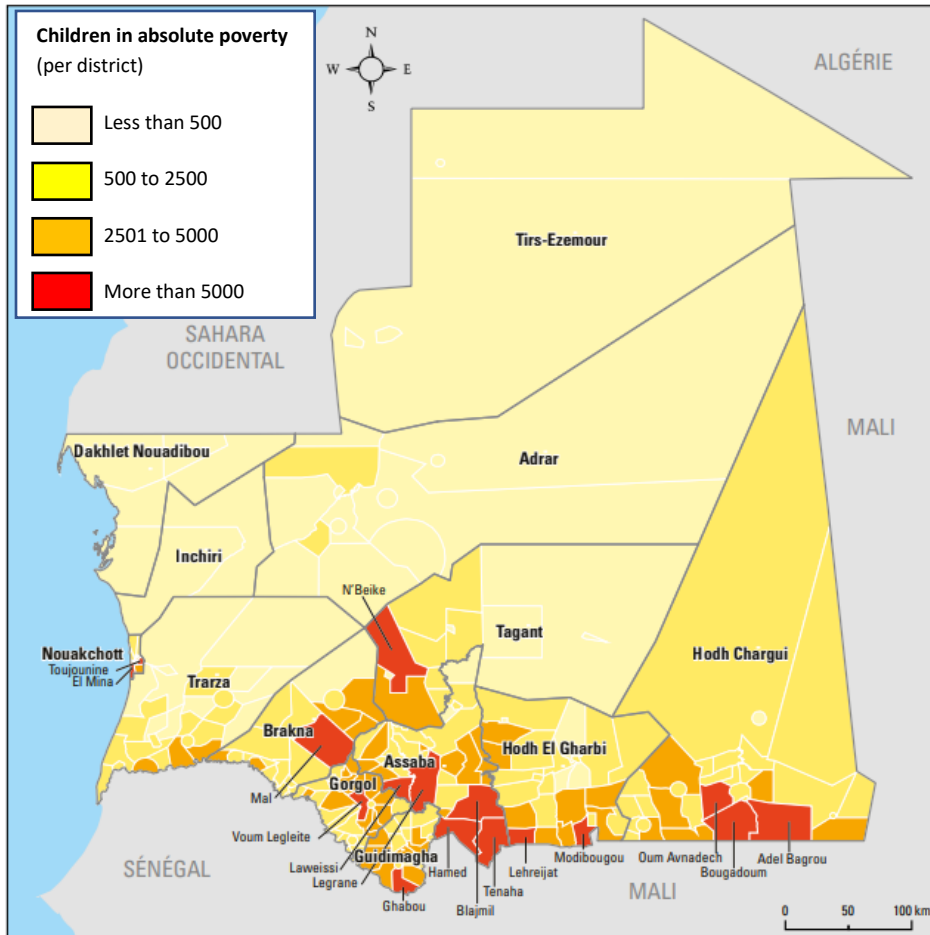 Children in absolute poverty
(per district)
Less than 500
500 to 2500
2501 to 5000
More than 5000
N
W
E
S
ALGÉRIE
Tirs-Ezemour
SAHARA
OCCIDENTAL
MALI
Dakhlet Nouadibou
Adrar
Inchiri
N'Beike
Tagant
Nouakchott
Toujounine
El Mina
Trarza
Hodh Chargui
Brakna
Hodh El Gharbi
Assaba
Mal
Gorgol
Voum Legleite
Guidimagha
Laweissi
Legrane
Hamed
Lehreijat
Modibougou
Oum Avnadech
Adel Bagrou
SÉNÉGAL
Tenaha
Bougadoum
Ghabou
Blajmil
MALI
0 50 100 km